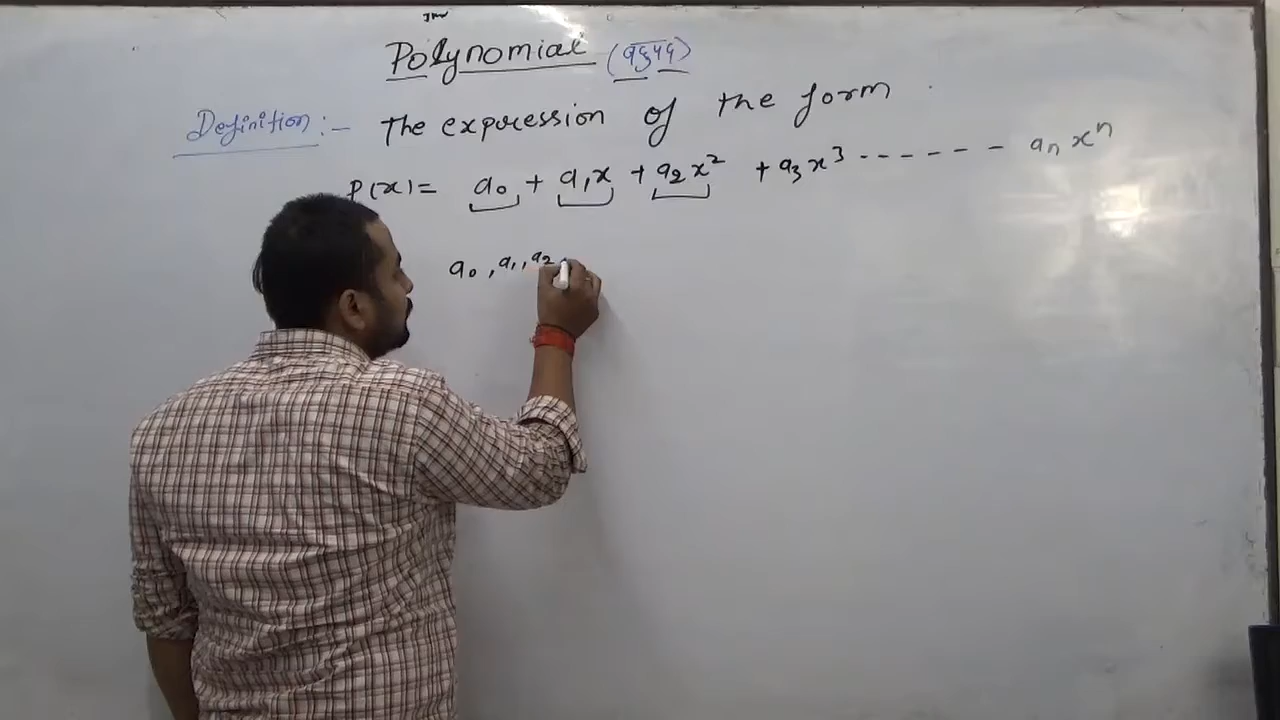 Polynomial (बहुपद)
Definition:- The expression of the form
P(x) = a₀ + a₁x + a₂x² + a₃x³ ------- aₙxⁿ
a₀, a₁, a₂